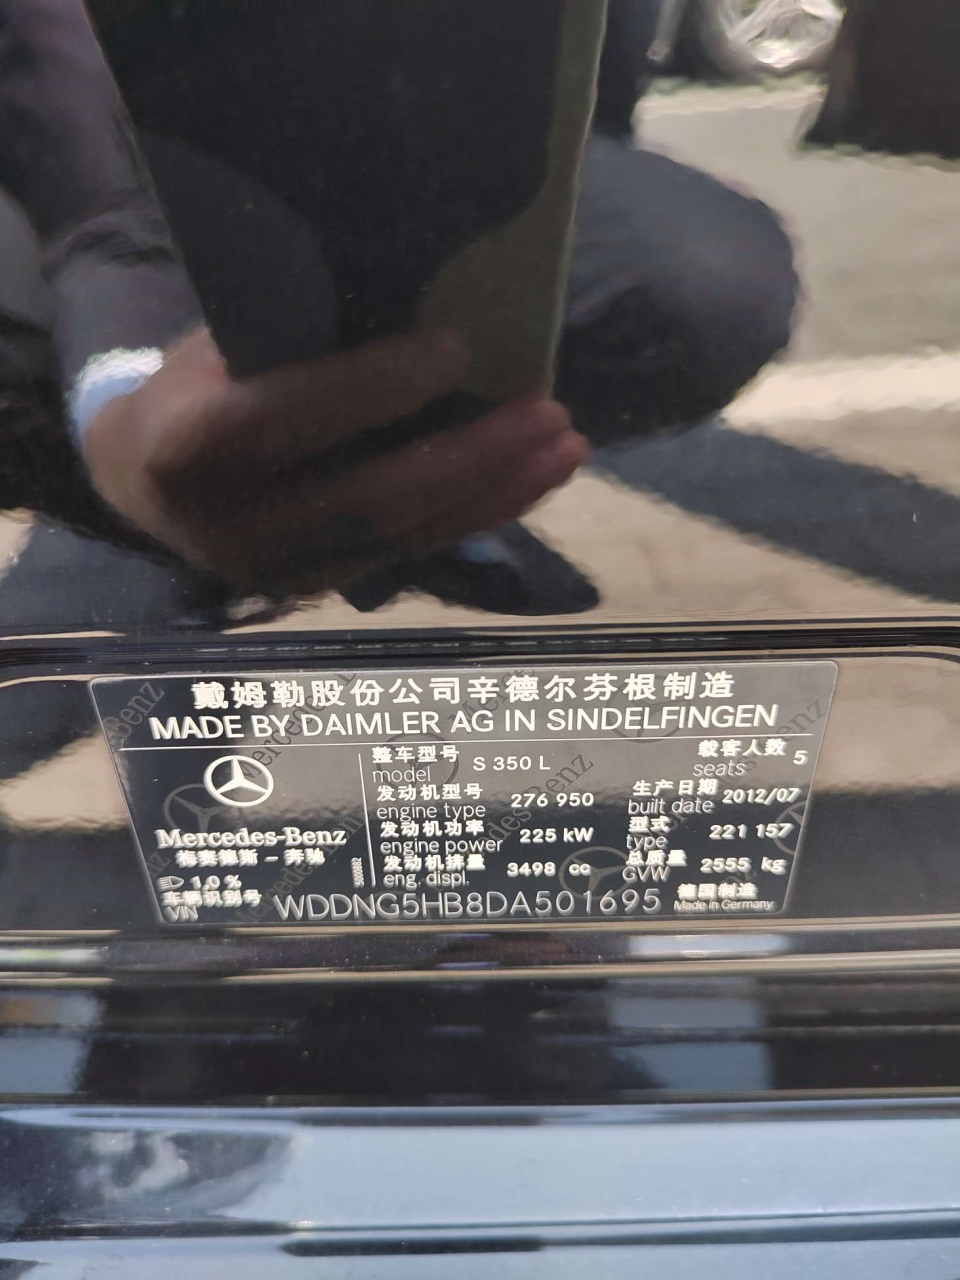 戴姆勒股份公司辛德尔芬根制造
MADE BY DAIMLER AG IN SINDELFINGEN
整车型号
model S 350 L
载客人数
seats 5
发动机型号
engine type 276 950
生产日期
built date 2012/07
Mercedes-Benz
梅赛德斯 - 奔驰
发动机功率
engine power 225 kW
型式
type 221 157
发动机排量
eng. displ. 3498 cc
总质量
GVW 2555 kg
1,0 %
车辆识别号
VIN WDDNG5HB8DA501695
德国制造
Made in Germany